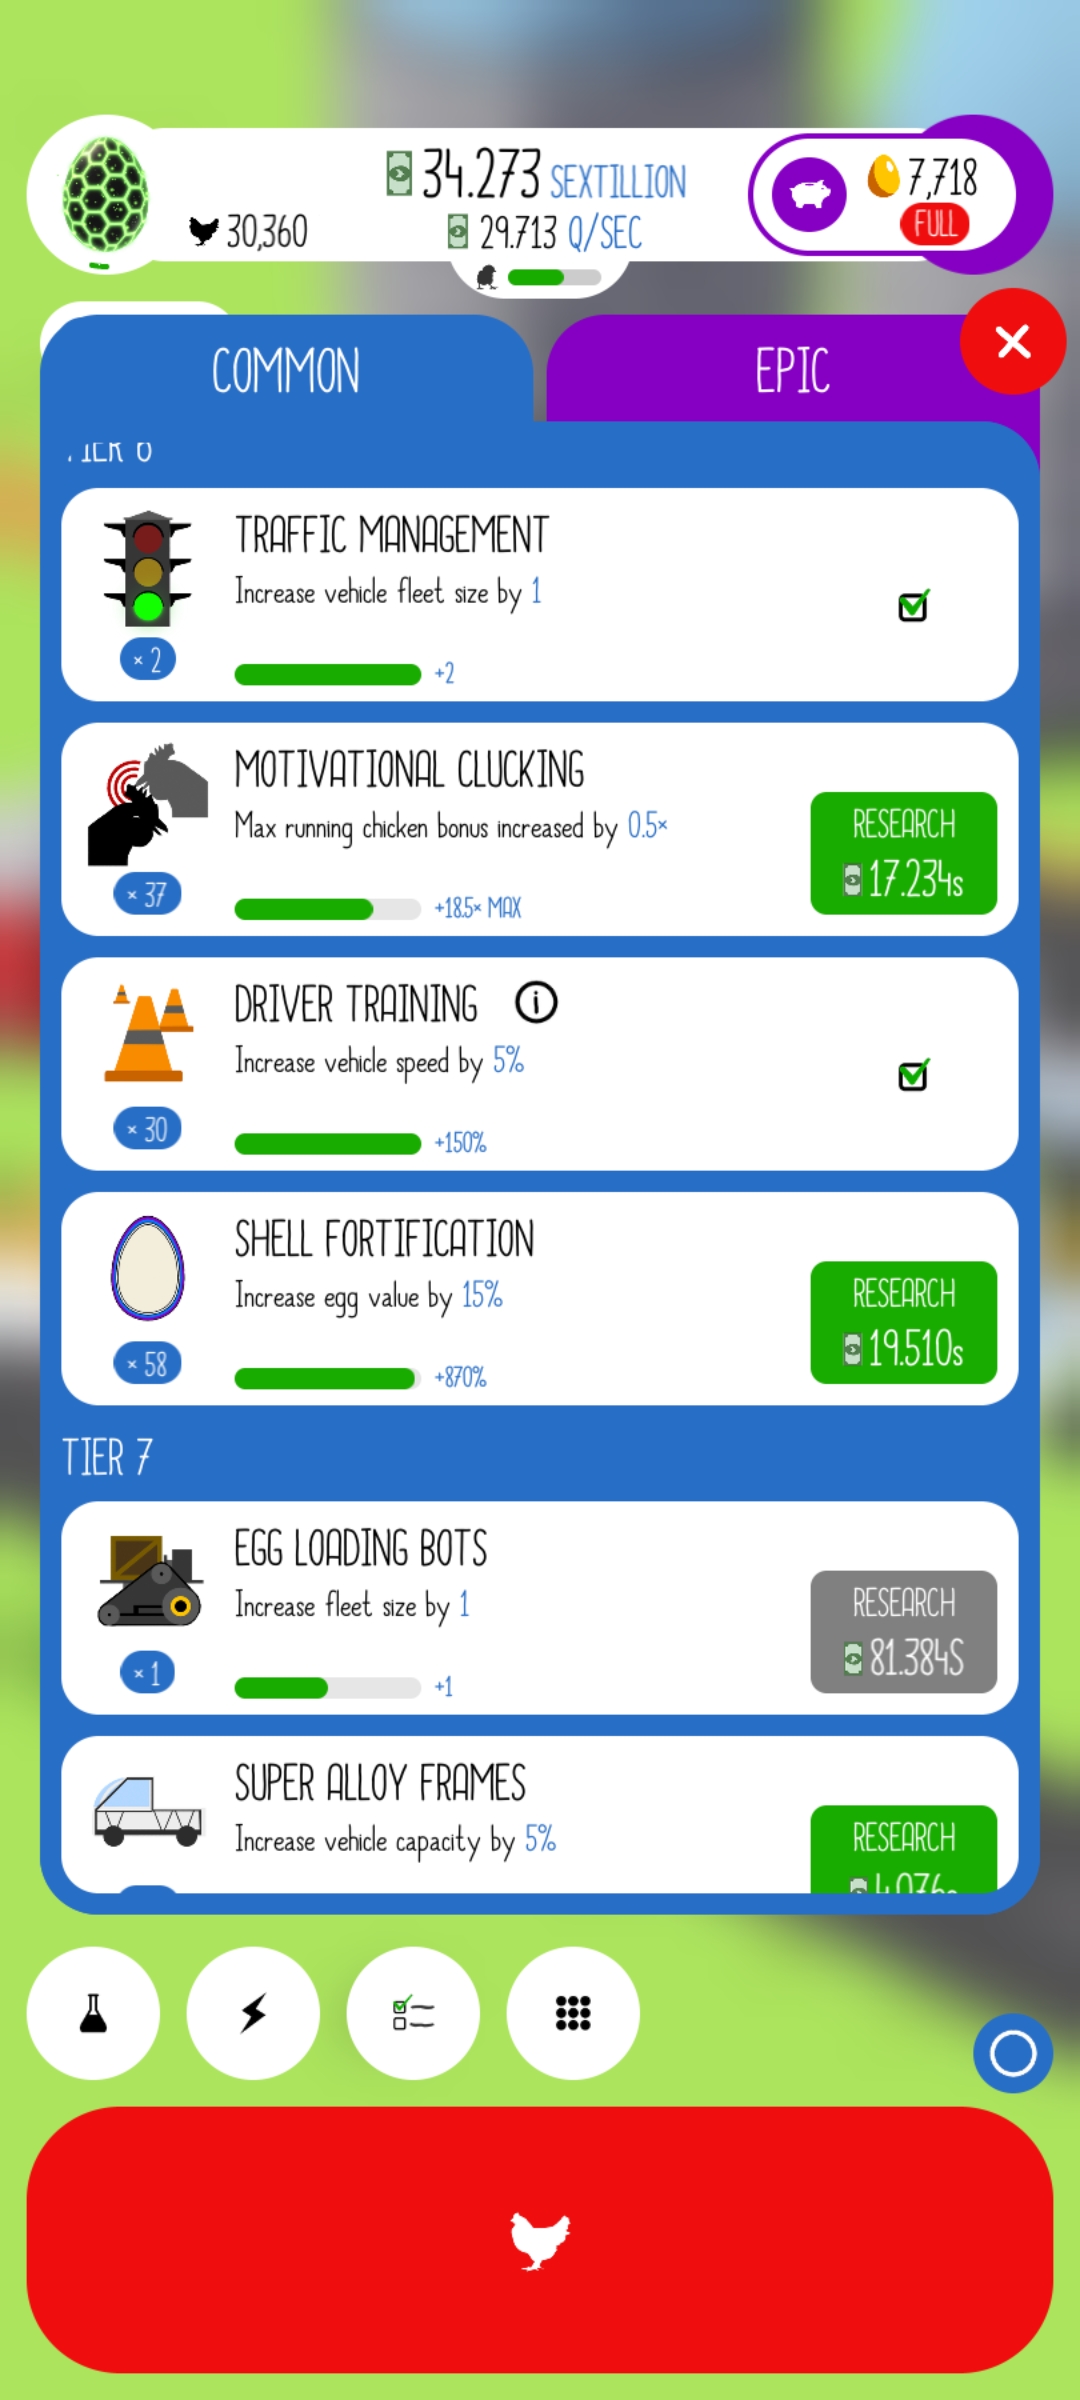 34.273 SEXTILLION
30,360
29.713 Q/SEC
7,718
FULL
COMMON
EPIC
TIER 6
TRAFFIC MANAGEMENT
Increase vehicle fleet size by 1
× 2
+2
MOTIVATIONAL CLUCKING
Max running chicken bonus increased by 0.5×
RESEARCH
17.234s
× 37
+18.5× MAX
DRIVER TRAINING
Increase vehicle speed by 5%
× 30
+150%
SHELL FORTIFICATION
Increase egg value by 15%
RESEARCH
19.510s
× 58
+870%
TIER 7
EGG LOADING BOTS
Increase fleet size by 1
RESEARCH
81.384S
× 1
+1
SUPER ALLOY FRAMES
Increase vehicle capacity by 5%
RESEARCH
4.076s